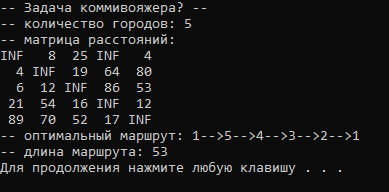 -- Задача коммивояжера? --
-- количество городов: 5
-- матрица расстояний:
INF 8 25 INF 4
4 INF 19 64 80
6 12 INF 86 53
21 54 16 INF 12
89 70 52 17 INF
-- оптимальный маршрут: 1-->5-->4-->3-->2-->1
-- длина маршрута: 53
Для продолжения нажмите любую клавишу . . .